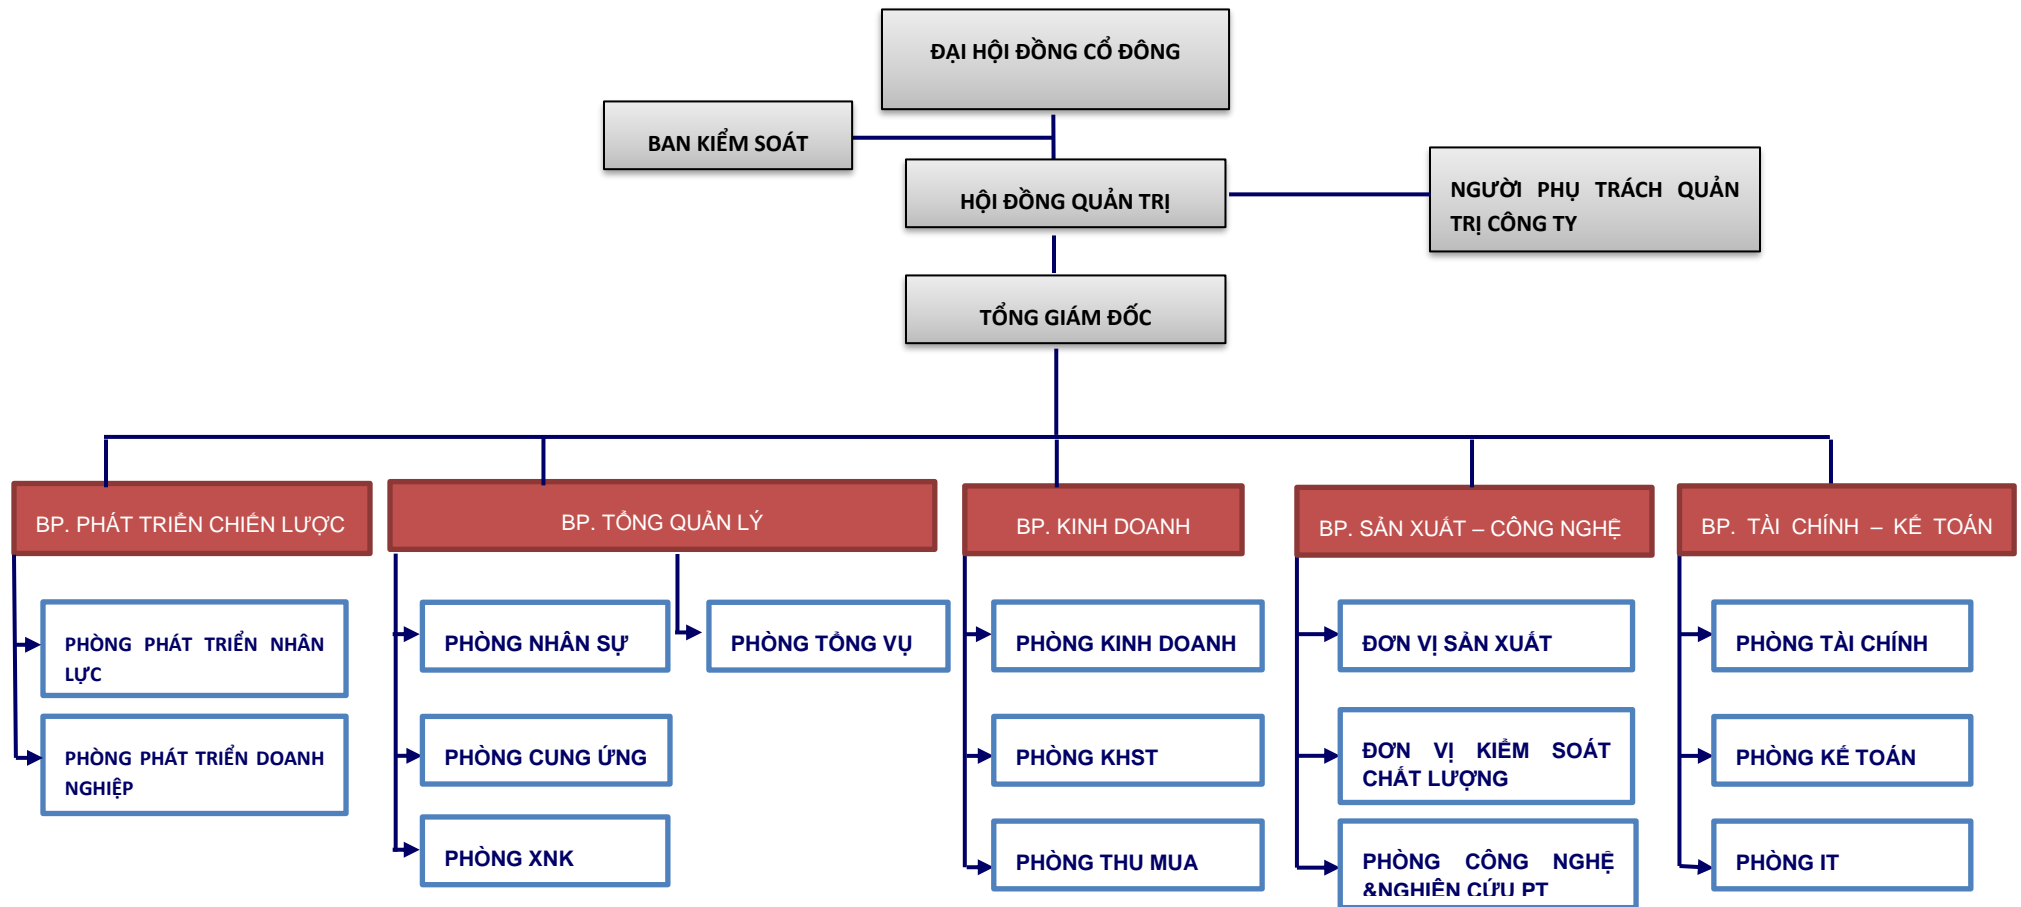 ĐẠI HỘI ĐỒNG CỔ ĐÔNG
BAN KIỂM SOÁT
HỘI ĐỒNG QUẢN TRỊ
NGƯỜI PHỤ TRÁCH QUẢN
TRỊ CÔNG TY
TỔNG GIÁM ĐỐC
BP. PHÁT TRIỂN CHIẾN LƯỢC
BP. TỔNG QUẢN LÝ
BP. KINH DOANH
BP. SẢN XUẤT – CÔNG NGHỆ
BP. TÀI CHÍNH – KẾ TOÁN
PHÒNG PHÁT TRIỂN NHÂN
LỰC
PHÒNG NHÂN SỰ
PHÒNG TỔNG VỤ
PHÒNG KINH DOANH
ĐƠN VỊ SẢN XUẤT
PHÒNG TÀI CHÍNH
PHÒNG PHÁT TRIỂN DOANH
NGHIỆP
PHÒNG CUNG ỨNG
PHÒNG KHST
ĐƠN VỊ KIỂM SOÁT
CHẤT LƯỢNG
PHÒNG KẾ TOÁN
PHÒNG XNK
PHÒNG THU MUA
PHÒNG CÔNG NGHỆ
&NGHIÊN CỨU PT
PHÒNG IT